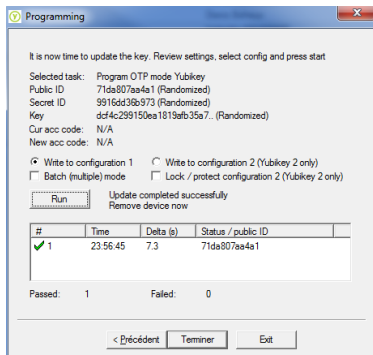 Programming
It is now time to update the key. Review settings, select config and press start
Selected task: Program OTP mode Yubikey
Public ID 71da807aa4a1 (Randomized)
Secret ID 9916dd36b973 (Randomized)
Key dcf4c299150ea1819afb35a7.. (Randomized)
Cur acc code: N/A
New acc code: N/A
Write to configuration 1 Write to configuration 2 (Yubikey 2 only)
Batch (multiple) mode Lock / protect configuration 2 (Yubikey 2 only)
Run Update completed successfully
Remove device now
# Time Delta (s) Status / public ID
1 23:56:45 7.3 71da807aa4a1
Passed: 1 Failed: 0
< Précédent Terminer Exit